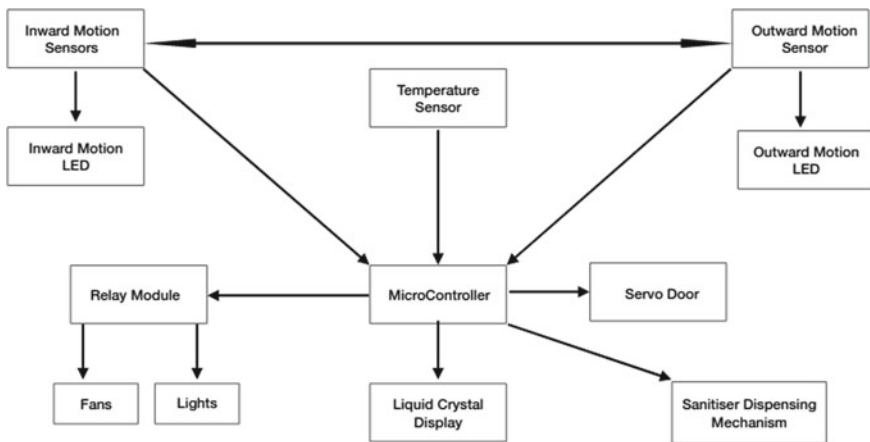 Inward Motion
Sensors
Outward Motion
Sensor
Temperature
Sensor
Inward Motion
LED
Outward Motion
LED
Relay Module
MicroController
Servo Door
Fans
Lights
Liquid Crystal
Display
Sanitiser Dispensing
Mechanism